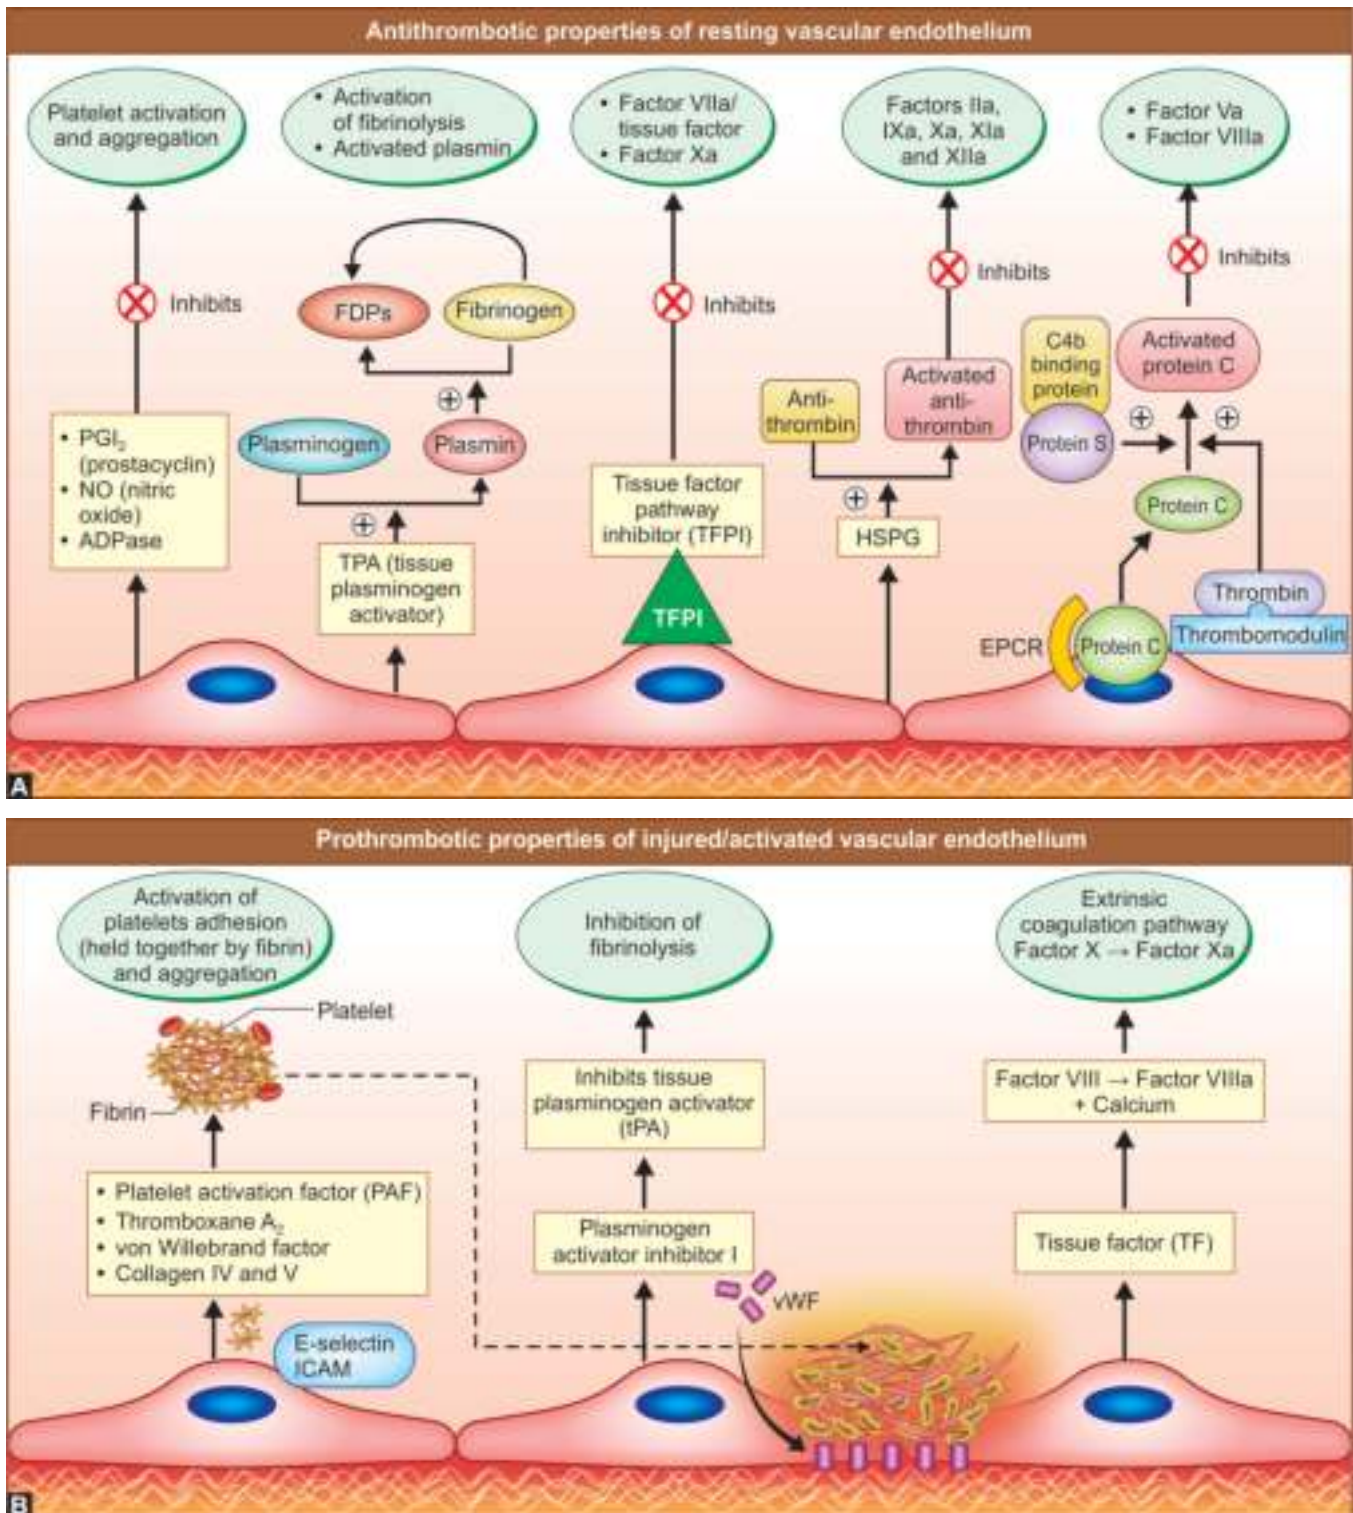 Antithrombotic properties of resting vascular endothelium
Platelet activation
and aggregation
• Activation
of fibrinolysis
• Activated plasmin
• Factor VIIa/
tissue factor
• Factor Xa
Factors IIa,
IXa, Xa, XIa
and XIIa
• Factor Va
• Factor VIIIa
Inhibits
FDPs
Fibrinogen
Inhibits
Inhibits
Inhibits
C4b
binding
protein
Activated
protein C
Anti-
thrombin
Activated
anti-
thrombin
Plasminogen
Plasmin
Protein S
• PGI₂
(prostacyclin)
• NO (nitric
oxide)
• ADPase
Tissue factor
pathway
inhibitor (TFPI)
HSPG
Protein C
TPA (tissue
plasminogen
activator)
TFPI
EPCR
Protein C
Thrombin
Thrombomodulin
A
Prothrombotic properties of injured/activated vascular endothelium
Activation of
platelets adhesion
(held together by fibrin)
and aggregation
Inhibition of
fibrinolysis
Extrinsic
coagulation pathway
Factor X → Factor Xa
Platelet
Fibrin
Inhibits tissue
plasminogen activator
(tPA)
Factor VIII → Factor VIIIa
+ Calcium
• Platelet activation factor (PAF)
• Thromboxane A₂
• von Willebrand factor
• Collagen IV and V
Plasminogen
activator inhibitor I
Tissue factor (TF)
vWF
E-selectin
ICAM
B